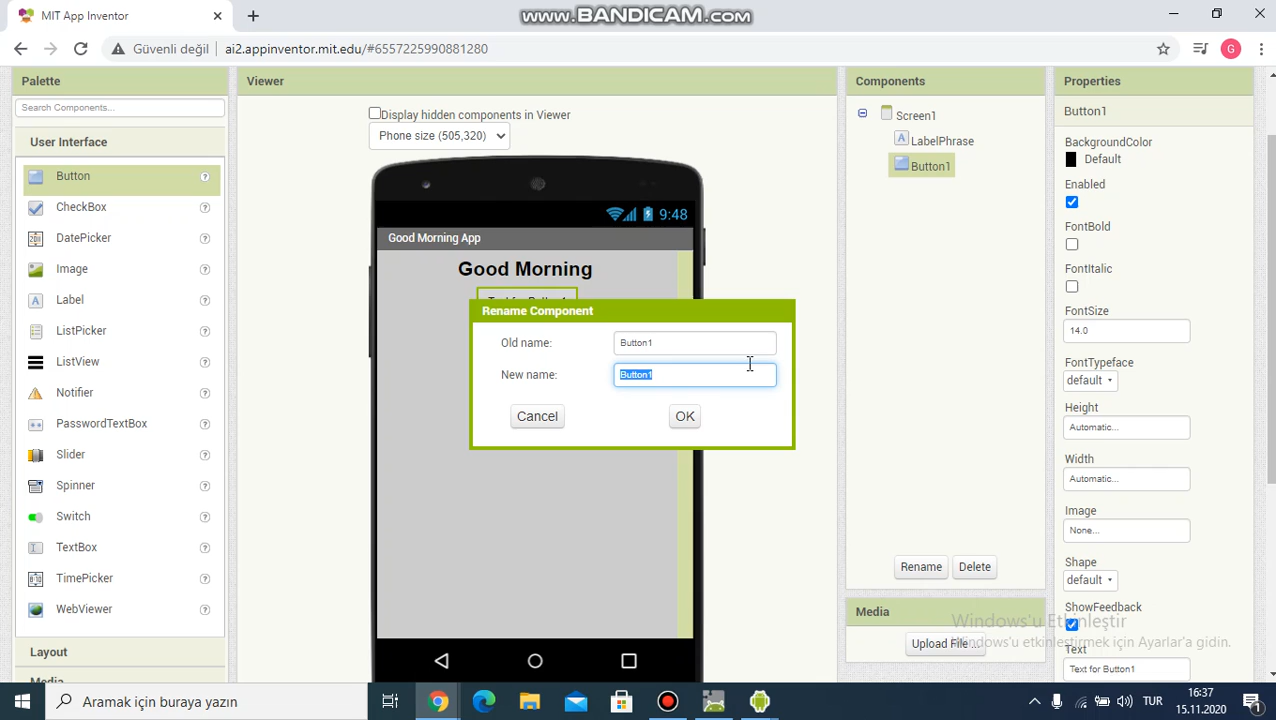 MIT App Inventor
www.BANDICAM.com
Güvenli değil
ai2.appinventor.mit.edu/#6557225990881280
G
Palette
Viewer
Components
Properties
Search Components...
User Interface
Button
CheckBox
DatePicker
Image
Label
ListPicker
ListView
Notifier
PasswordTextBox
Slider
Spinner
Switch
TextBox
TimePicker
WebViewer
Layout
Media
Display hidden components in Viewer
Phone size (505,320)
9:48
Good Morning App
Good Morning
Text for Button1
Rename Component
Old name:
Button1
New name:
Button1
Cancel
OK
Screen1
LabelPhrase
Button1
Rename
Delete
Media
Upload File ...
Button1
BackgroundColor
Default
Enabled
FontBold
FontItalic
FontSize
14.0
FontTypeface
default
Height
Automatic...
Width
Automatic...
Image
None...
Shape
default
ShowFeedback
Text
Text for Button1
Windows'u Etkinleştir
Windows'u etkinleştirmek için Ayarlar'a gidin.
Aramak için buraya yazın
TUR
16:37
15.11.2020
1